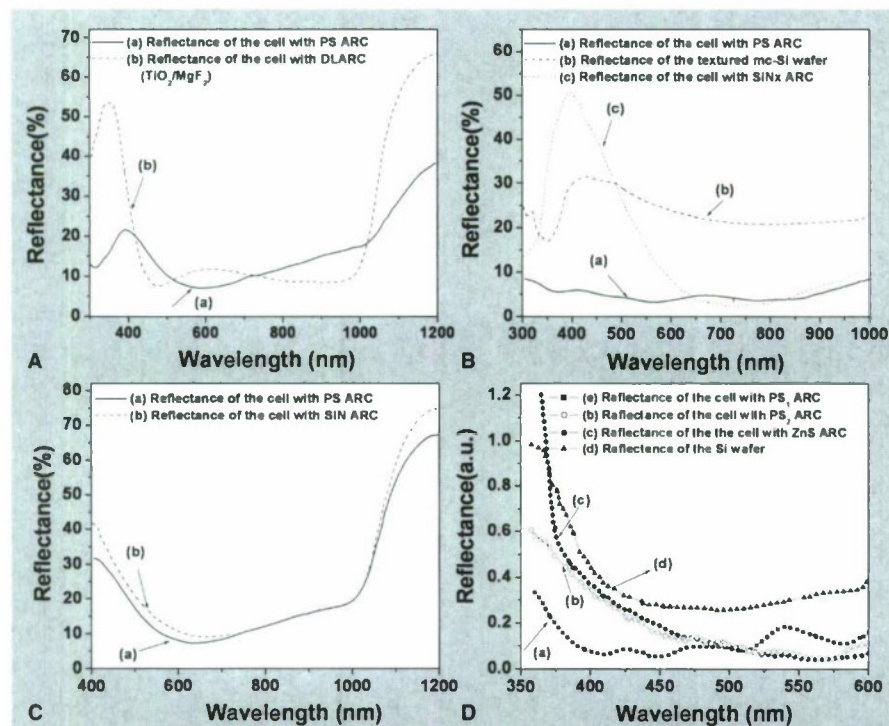 (a) Reflectance of the cell with PS ARC
(b) Reflectance of the cell with DLARC
(TiO2/MgF2)
70
60
50
40
30
20
10
0
Reflectance(%)
(b)
(a)
400 600 800 1000 1200
Wavelength (nm)
A
(a) Reflectance of the cell with PS ARC
(b) Reflectance of the textured mc-Si wafer
(c) Reflectance of the cell with SiNx ARC
60
50
40
30
20
10
0
Reflectance(%)
(c)
(b)
(a)
300 400 500 600 700 800 900 1000
Wavelength (nm)
B
(a) Reflectance of the cell with PS ARC
(b) Reflectance of the cell with SiN ARC
80
70
60
50
40
30
20
10
0
Reflectance(%)
(b)
(a)
400 600 800 1000 1200
Wavelength (nm)
C
(e) Reflectance of the cell with PS1 ARC
(b) Reflectance of the cell with PS2 ARC
(c) Reflectance of the the cell with ZnS ARC
(d) Reflectence of the Si wafer
1.2
1.0
0.8
0.6
0.4
0.2
0.0
Reflectance(a.u.)
(c)
(d)
(b)
(a)
350 400 450 500 550 600
Wavelength (nm)
D